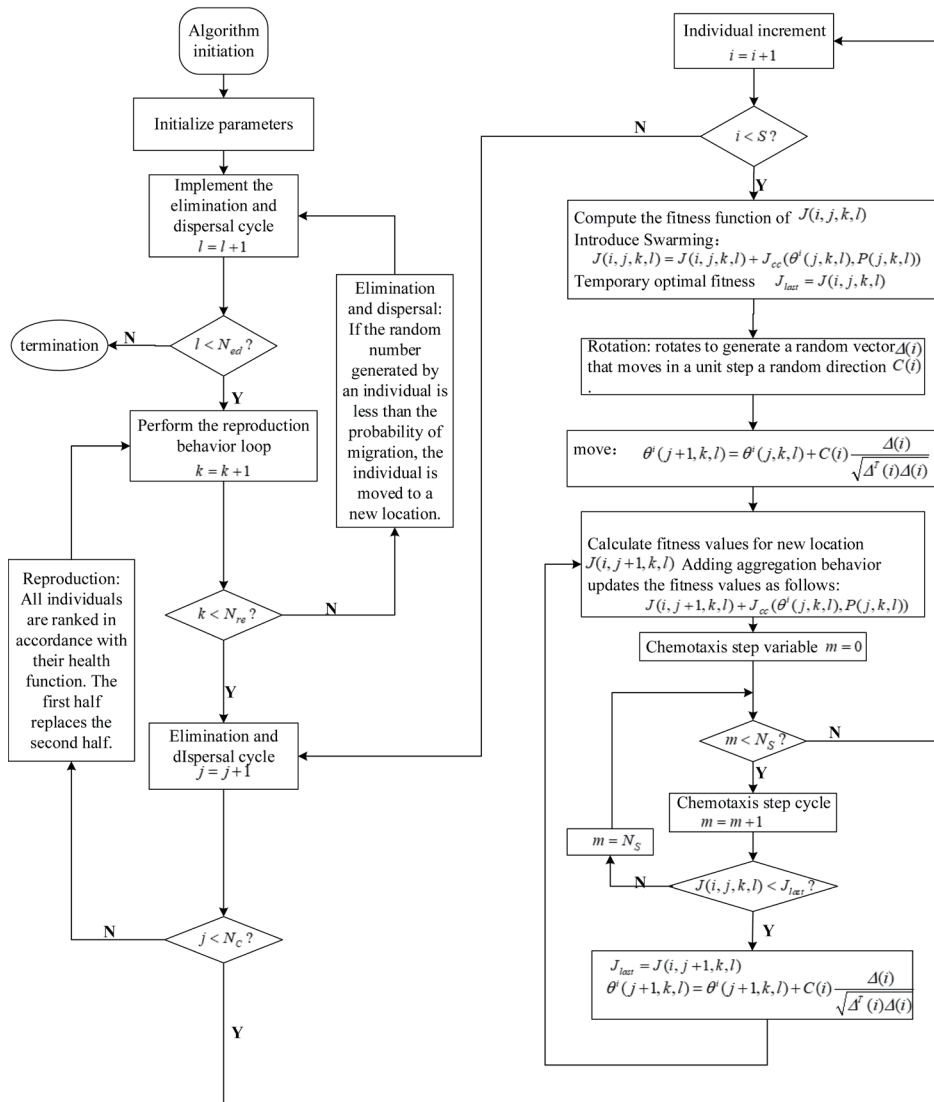 Algorithm
initiation
Initialize parameters
Implement the
elimination and
dispersal cycle
l = l+1
l < N_ed ?
N
termination
Y
Perform the reproduction
behavior loop
k = k+1
Elimination
and dispersal:
If the random
number
generated by
an individual is
less than the
probability of
migration, the
individual is
moved to a
new location.
k < N_re ?
N
Y
Reproduction:
All individuals
are ranked in
accordance with
their health
function. The
first half
replaces the
second half.
Elimination and
dIspersal cycle
j = j+1
N
j < N_C ?
Y
Individual increment
i = i+1
N
i < S ?
Y
Compute the fitness function of J(i, j, k, l)
Introduce Swarming：
J(i, j, k, l) = J(i, j, k, l) + J_cc(θ^i(j, k, l), P(j, k, l))
Temporary optimal fitness J_last = J(i, j, k, l)
Rotation: rotates to generate a random vector Δ(i)
that moves in a unit step a random direction C(i)
.
move： θ^i(j+1, k, l) = θ^i(j, k, l) + C(i) Δ(i) / √(Δ^T(i)Δ(i))
Calculate fitness values for new location
J(i, j+1, k, l) Adding aggregation behavior
updates the fitness values as follows:
J(i, j+1, k, l) + J_cc(θ^i(j, k, l), P(j, k, l))
Chemotaxis step variable m = 0
m < N_S ?
N
Y
Chemotaxis step cycle
m = m+1
m = N_S
N
J(i, j, k, l) < J_last ?
Y
J_last = J(i, j+1, k, l)
θ^i(j+1, k, l) = θ^i(j+1, k, l) + C(i) Δ(i) / √(Δ^T(i)Δ(i))